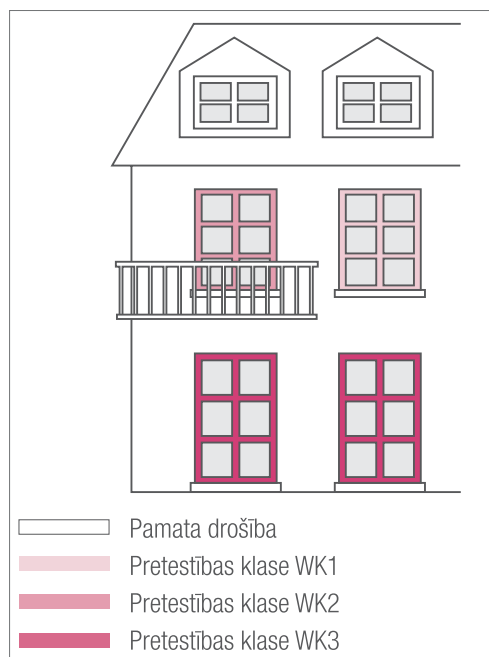 Pamata drošība
Pretestības klase WK1
Pretestības klase WK2
Pretestības klase WK3